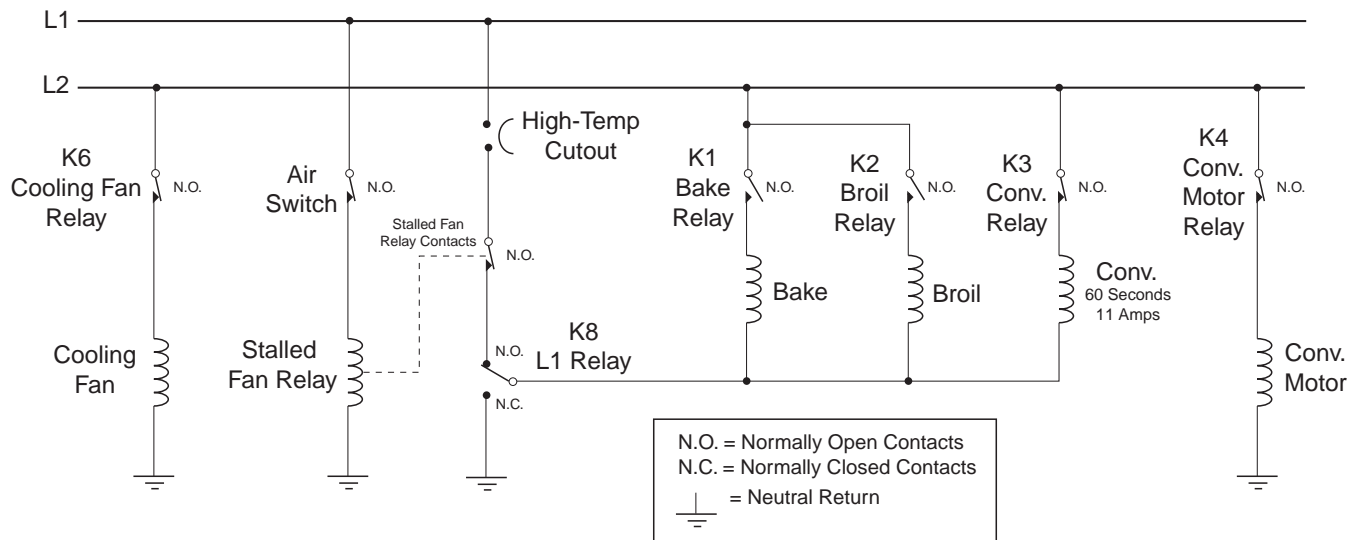 L1
L2
High-Temp
Cutout
K6
Cooling Fan
Relay
N.O.
Air
Switch
N.O.
Stalled Fan
Relay Contacts
N.O.
K1
Bake
Relay
N.O.
K2
Broil
Relay
N.O.
K3
Conv.
Relay
N.O.
K4
Conv.
Motor
Relay
N.O.
Bake
Broil
Conv.
60 Seconds
11 Amps
Cooling
Fan
Stalled
Fan Relay
K8
L1 Relay
N.O.
N.C.
Conv.
Motor
N.O. = Normally Open Contacts
N.C. = Normally Closed Contacts
= Neutral Return